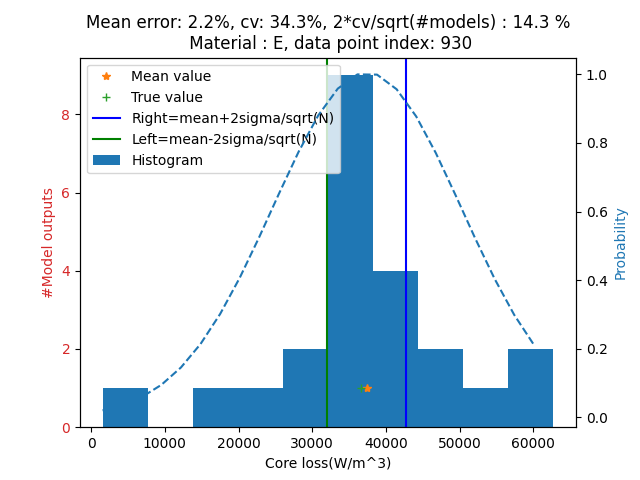 Mean error: 2.2%, cv: 34.3%, 2*cv/sqrt(#models) : 14.3 %
Material : E, data point index: 930
Mean value
True value
Right=mean+2sigma/sqrt(N)
Left=mean-2sigma/sqrt(N)
Histogram
#Model outputs
8
6
4
2
0
1.0
0.8
0.6
0.4
0.2
0.0
Probability
0
10000
20000
30000
40000
50000
60000
Core loss(W/m^3)